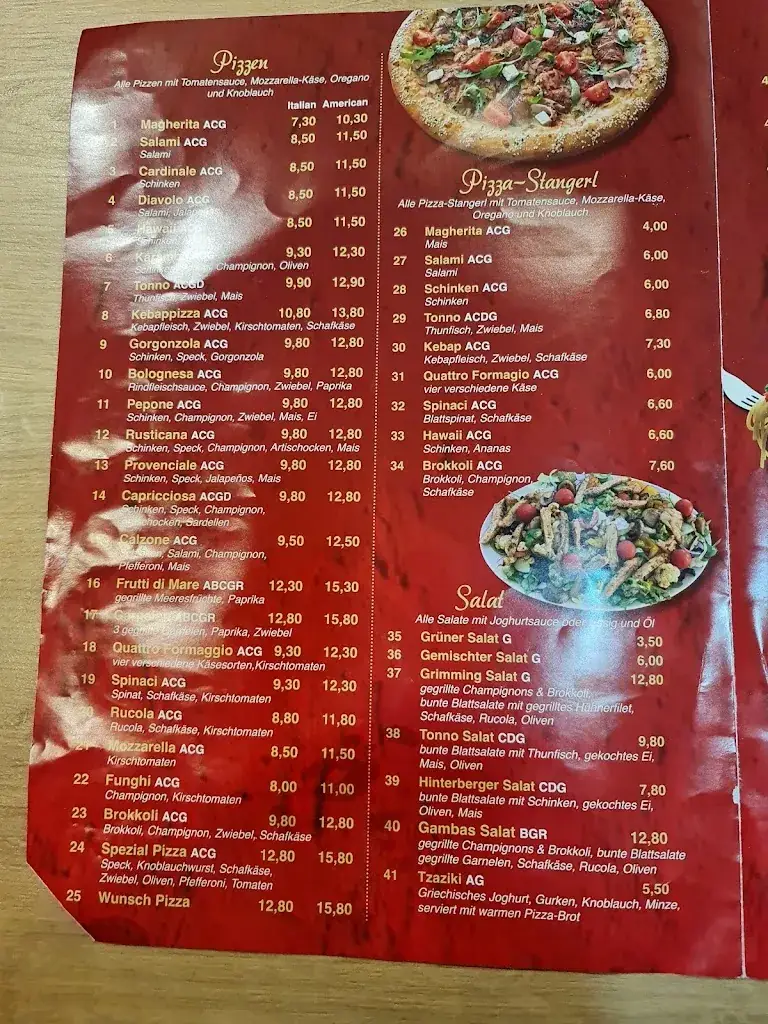 Pizzen
Alle Pizzen mit Tomatensauce, Mozzarella-Käse, Oregano
und Knoblauch
Italian American
1 Magherita ACG 7,30 10,30
2 Salami ACG 8,50 11,50
Salami
3 Cardinale ACG 8,50 11,50
Schinken
4 Diavolo ACG 8,50 11,50
Salami,
5 Hawaii 8,50 11,50
Schinken,
6 9,30 12,30
Champignon, Oliven
7 Tonno ACGD 9,90 12,90
Thunfisch, Zwiebel, Mais
8 Kebappizza ACG 10,80 13,80
Kebapfleisch, Zwiebel, Kirschtomaten, Schafkäse
9 Gorgonzola ACG 9,80 12,80
Schinken, Speck, Gorgonzola
10 Bolognesa ACG 9,80 12,80
Rindfleischsauce, Champignon, Zwiebel, Paprika
11 Pepone ACG 9,80 12,80
Schinken, Champignon, Zwiebel, Mais, Ei
12 Rusticana ACG 9,80 12,80
Schinken, Speck, Champignon, Artischocken, Mais
13 Provenciale ACG 9,80 12,80
Schinken, Speck, Jalapeños, Mais
14 Capricciosa ACGD 9,80 12,80
Schinken, Speck, Champignon,
Artischocken, Sardellen
Calzone ACG 9,50 12,50
Salami, Champignon,
Pfefferoni, Mais
16 Frutti di Mare ABCGR 12,30 15,30
gegrillte Meeresfrüchte, Paprika
17 ABCGR 12,80 15,80
3 gegrillte Garnelen, Paprika, Zwiebel
18 Quattro Formaggio ACG 9,30 12,30
vier verschiedene Käsesorten,Kirschtomaten
19 Spinaci ACG 9,30 12,30
Spinat, Schafkäse, Kirschtomaten
Rucola ACG 8,80 11,80
Rucola, Schafkäse, Kirschtomaten
21 Mozzarella ACG 8,50 11,50
Kirschtomaten
22 Funghi ACG 8,00 11,00
Champignon, Kirschtomaten
23 Brokkoli ACG 9,80 12,80
Brokkoli, Champignon, Zwiebel, Schafkäse
24 Spezial Pizza ACG 12,80 15,80
Speck, Knoblauchwurst, Schafkäse,
Zwiebel, Oliven, Pfefferoni, Tomaten
25 Wunsch Pizza 12,80 15,80
Pizza-Stangerl
Alle Pizza-Stangerl mit Tomatensauce, Mozzarella-Käse,
Oregano und Knoblauch
26 Magherita ACG 4,00
Mais
27 Salami ACG 6,00
Salami
28 Schinken ACG 6,00
Schinken
29 Tonno ACDG 6,80
Thunfisch, Zwiebel, Mais
30 Kebap ACG 7,30
Kebapfleisch, Zwiebel, Schafkäse
31 Quattro Formagio ACG 6,00
vier verschiedene Käse
32 Spinaci ACG 6,60
Blattspinat, Schafkäse
33 Hawaii ACG 6,60
Schinken, Ananas
34 Brokkoli ACG 7,60
Brokkoli, Champignon,
Schafkäse
Salat
Alle Salate mit Joghurtsauce oder Essig und Öl
35 Grüner Salat G 3,50
36 Gemischter Salat G 6,00
37 Grimming Salat G 12,80
gegrillte Champignons & Brokkoli,
bunte Blattsalate mit gegrilltes Hühnerfilet,
Schafkäse, Rucola, Oliven
38 Tonno Salat CDG 9,80
bunte Blattsalate mit Thunfisch, gekochtes Ei,
Mais, Oliven
39 Hinterberger Salat CDG 7,80
bunte Blattsalate mit Schinken, gekochtes Ei,
Oliven, Mais
40 Gambas Salat BGR 12,80
gegrillte Champignons & Brokkoli, bunte Blattsalate
gegrillte Garnelen, Schafkäse, Rucola, Oliven
41 Tzaziki AG 5,50
Griechisches Joghurt, Gurken, Knoblauch, Minze,
serviert mit warmen Pizza-Brot